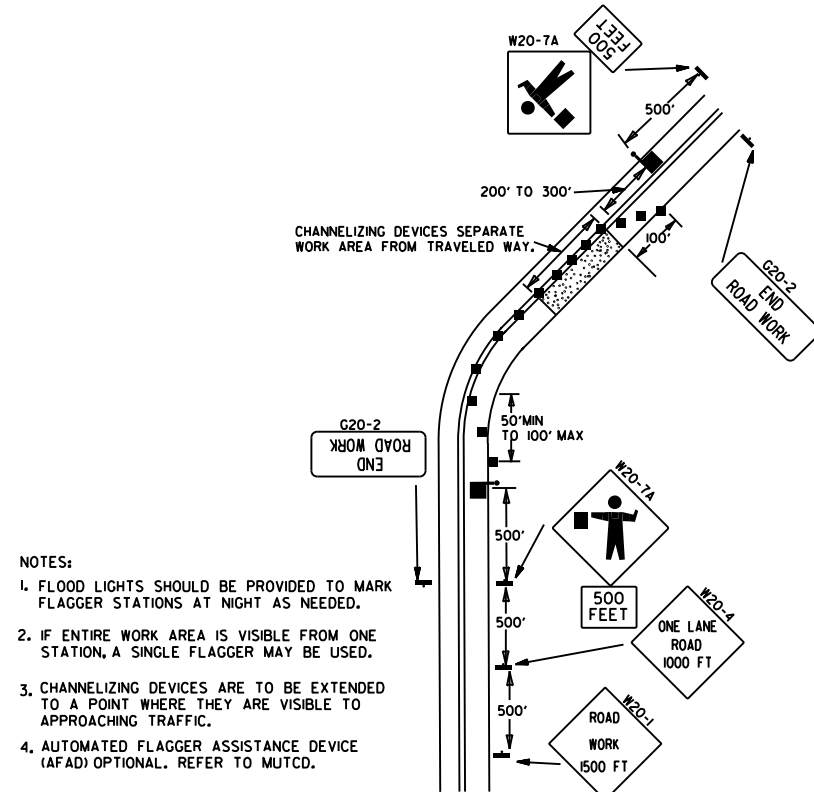 W20-7A
500
FEET
500'
200' TO 300'
CHANNELIZING DEVICES SEPARATE
WORK AREA FROM TRAVELED WAY.
100'
G20-2
END
ROAD WORK
50'MIN
TO 100' MAX
G20-2
END
ROAD WORK
W20-7A
500'
500
FEET
500'
W20-4
ONE LANE
ROAD
1000 FT
500'
W20-1
ROAD
WORK
1500 FT
NOTES:
1. FLOOD LIGHTS SHOULD BE PROVIDED TO MARK
FLAGGER STATIONS AT NIGHT AS NEEDED.
2. IF ENTIRE WORK AREA IS VISIBLE FROM ONE
STATION, A SINGLE FLAGGER MAY BE USED.
3. CHANNELIZING DEVICES ARE TO BE EXTENDED
TO A POINT WHERE THEY ARE VISIBLE TO
APPROACHING TRAFFIC.
4. AUTOMATED FLAGGER ASSISTANCE DEVICE
(AFAD) OPTIONAL. REFER TO MUTCD.